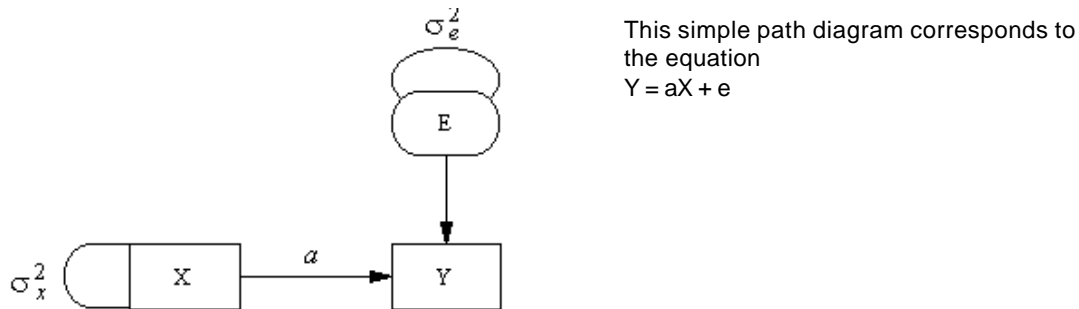 σ²ₑ
This simple path diagram corresponds to
the equation
Y = aX + e
E
a
σ²ₓ
X
Y